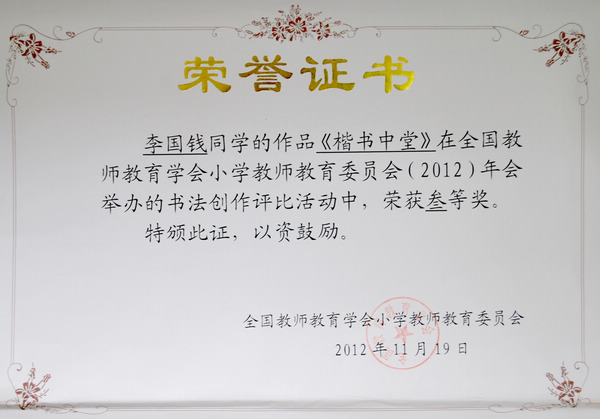 荣誉证书
李国钱同学的作品《楷书中堂》在全国教
师教育学会小学教师教育委员会(2012)年会
举办的书法创作评比活动中，荣获叁等奖。
特颁此证，以资鼓励。
全国教师教育学会小学教师教育委员会
2012年11月19日